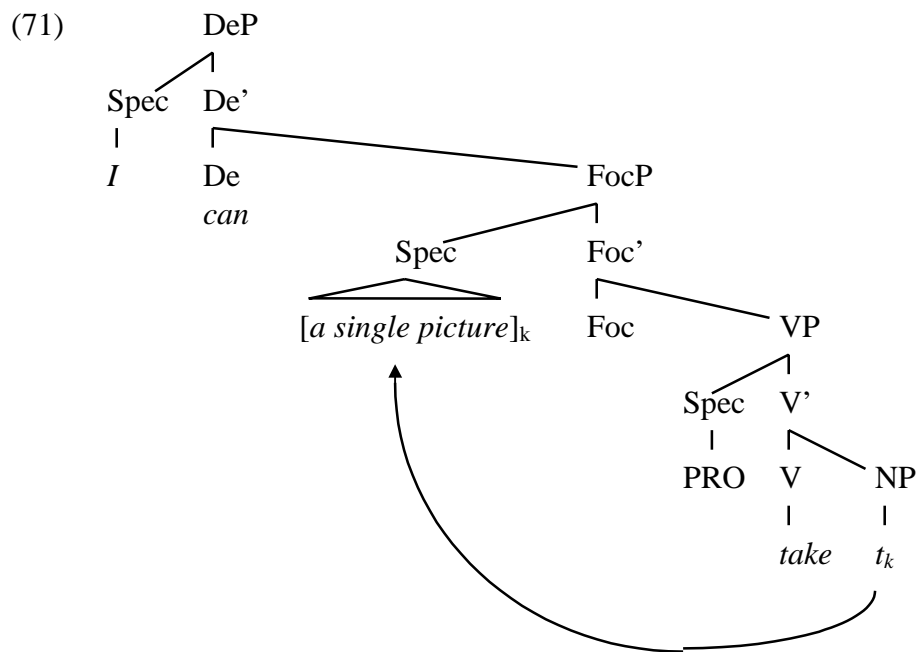 (71) DeP
Spec De’
I De FocP
can
Spec Foc’
[a single picture]k Foc VP
Spec V’
PRO V NP
take tk